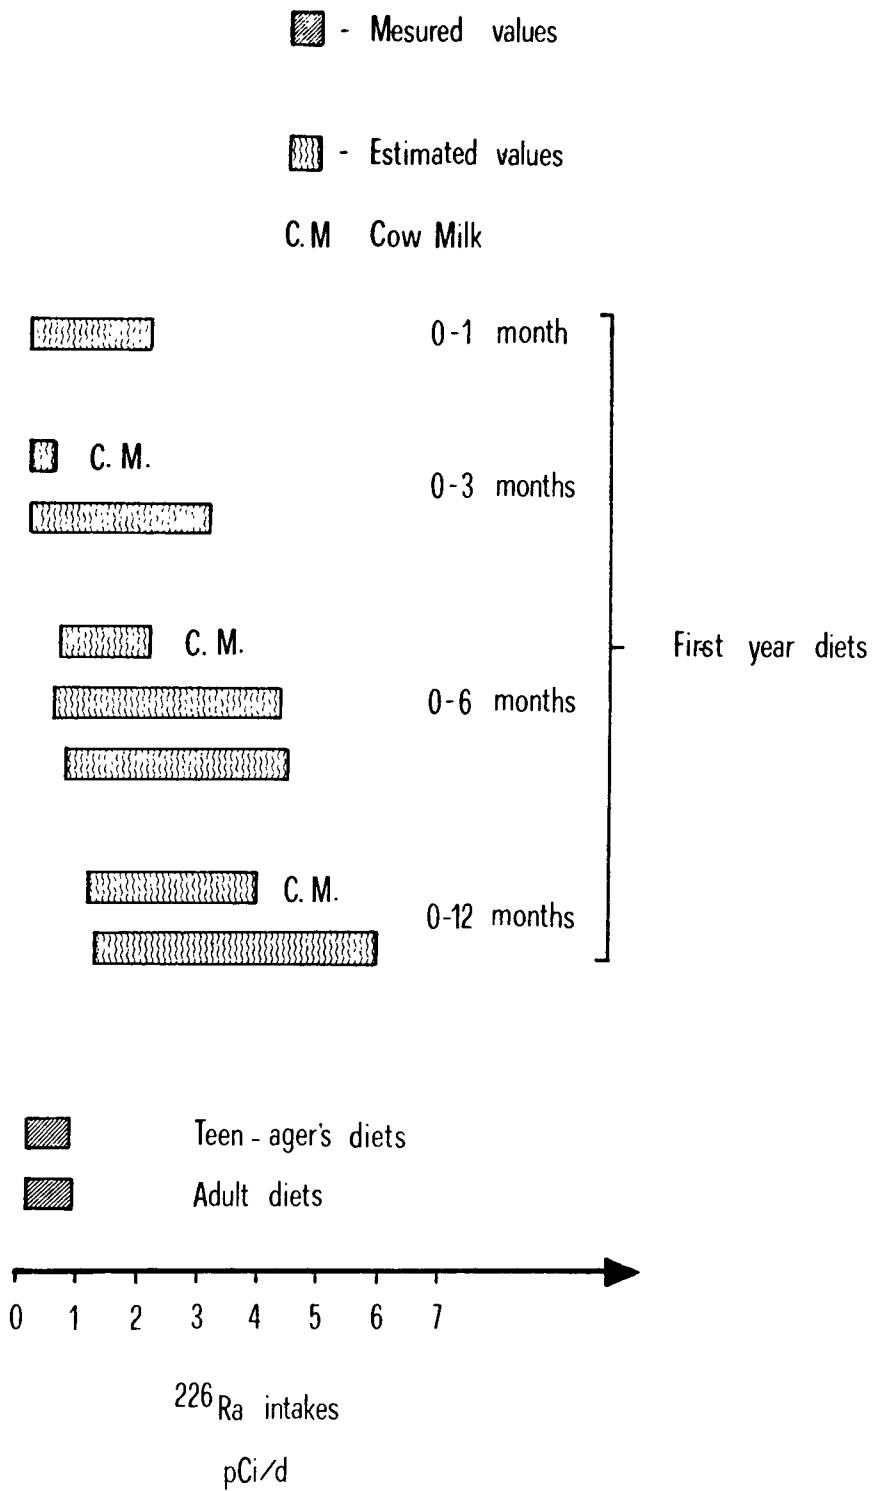 - Mesured values
- Estimated values
C.M Cow Milk
0-1 month
C. M.
0-3 months
C. M.
First year diets
0-6 months
C. M.
0-12 months
Teen-ager's diets
Adult diets
0 1 2 3 4 5 6 7
226Ra intakes
pCi/d